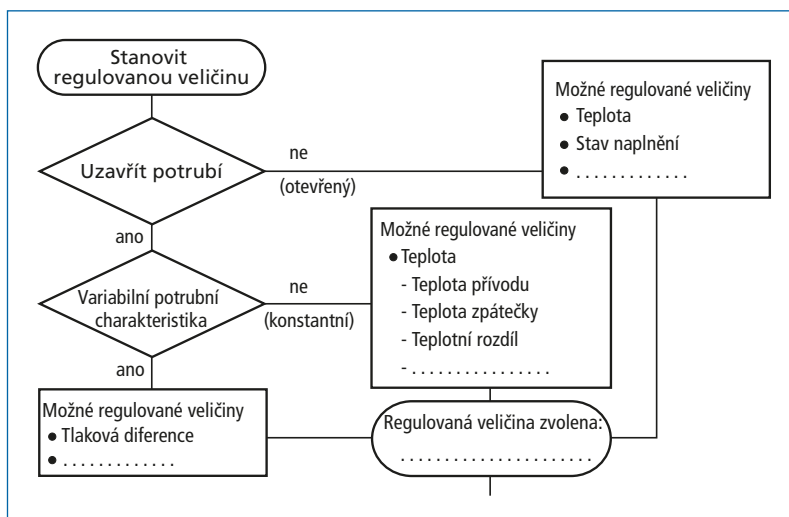 Stanovit
regulovanou veličinu
Uzavřít potrubí
ne
(otevřený)
Možné regulované veličiny
● Teplota
● Stav naplnění
● . . . . . . . . . . . . .
ano
Variabilní potrubní
charakteristika
ne
(konstantní)
Možné regulované veličiny
● Teplota
- Teplota přívodu
- Teplota zpátečky
- Teplotní rozdíl
- . . . . . . . . . . . . . . . .
ano
Možné regulované veličiny
● Tlaková diference
● . . . . . . . . . . . . .
Regulovaná veličina zvolena:
. . . . . . . . . . . . . . . . . . . . . .